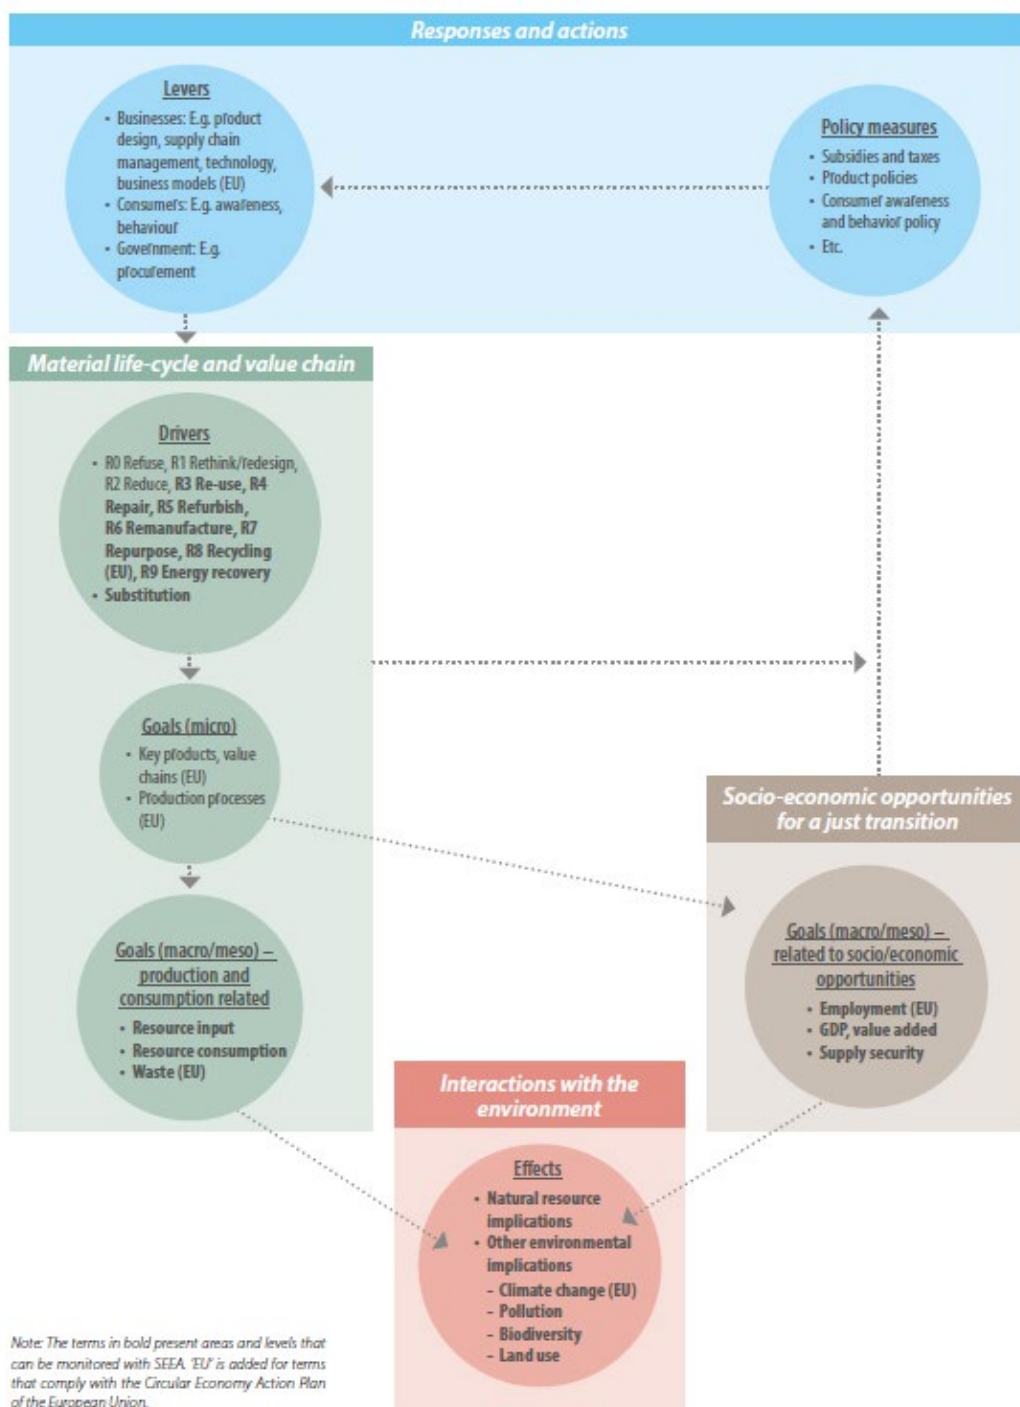 Responses and actions
Levers
• Businesses: E.g. product
design, supply chain
management, technology,
business models (EU)
• Consumers: E.g. awareness,
behaviour
• Government: E.g.
procurement
Policy measures
• Subsidies and taxes
• Product policies
• Consumer awareness
and behavior policy
• Etc.
Material life-cycle and value chain
Drivers
• R0 Refuse, R1 Rethink/redesign,
R2 Reduce, R3 Re-use, R4
Repair, R5 Refurbish,
R6 Remanufacture, R7
Repurpose, R8 Recycling
(EU), R9 Energy recovery
• Substitution
Goals (micro)
• Key products, value
chains (EU)
• Production processes
(EU)
Goals (macro/meso) –
production and
consumption related
• Resource input
• Resource consumption
• Waste (EU)
Socio-economic opportunities
for a just transition
Goals (macro/meso) –
related to socio/economic
opportunities
• Employment (EU)
• GDP, value added
• Supply security
Interactions with the
environment
Effects
• Natural resource
implications
• Other environmental
implications
– Climate change (EU)
– Pollution
– Biodiversity
– Land use
Note: The terms in bold present areas and levels that
can be monitored with SEEA. 'EU' is added for terms
that comply with the Circular Economy Action Plan
of the European Union.